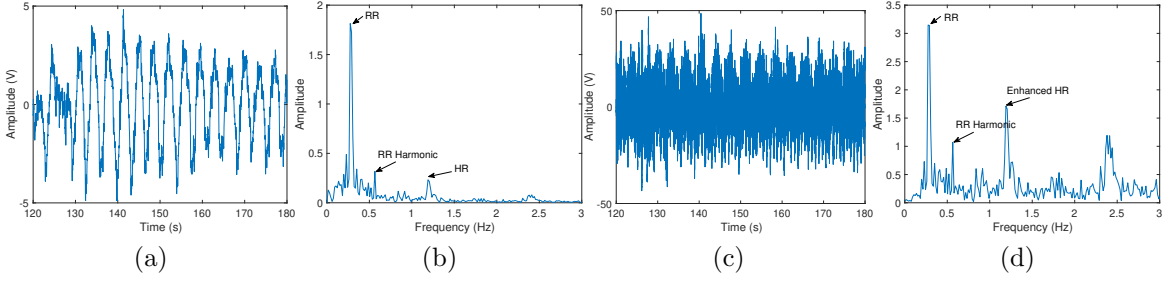 5
0
-5
Amplitude (V)
120 130 140 150 160 170 180
Time (s)
(a)
2
1.5
1
0.5
0
Amplitude
RR
RR Harmonic
HR
0 0.5 1 1.5 2 2.5 3
Frequency (Hz)
(b)
50
0
-50
Amplitude (V)
120 130 140 150 160 170 180
Time (s)
(c)
3.5
3
2.5
2
1.5
1
0.5
0
Amplitude
RR
Enhanced HR
RR Harmonic
0 0.5 1 1.5 2 2.5 3
Frequency (Hz)
(d)